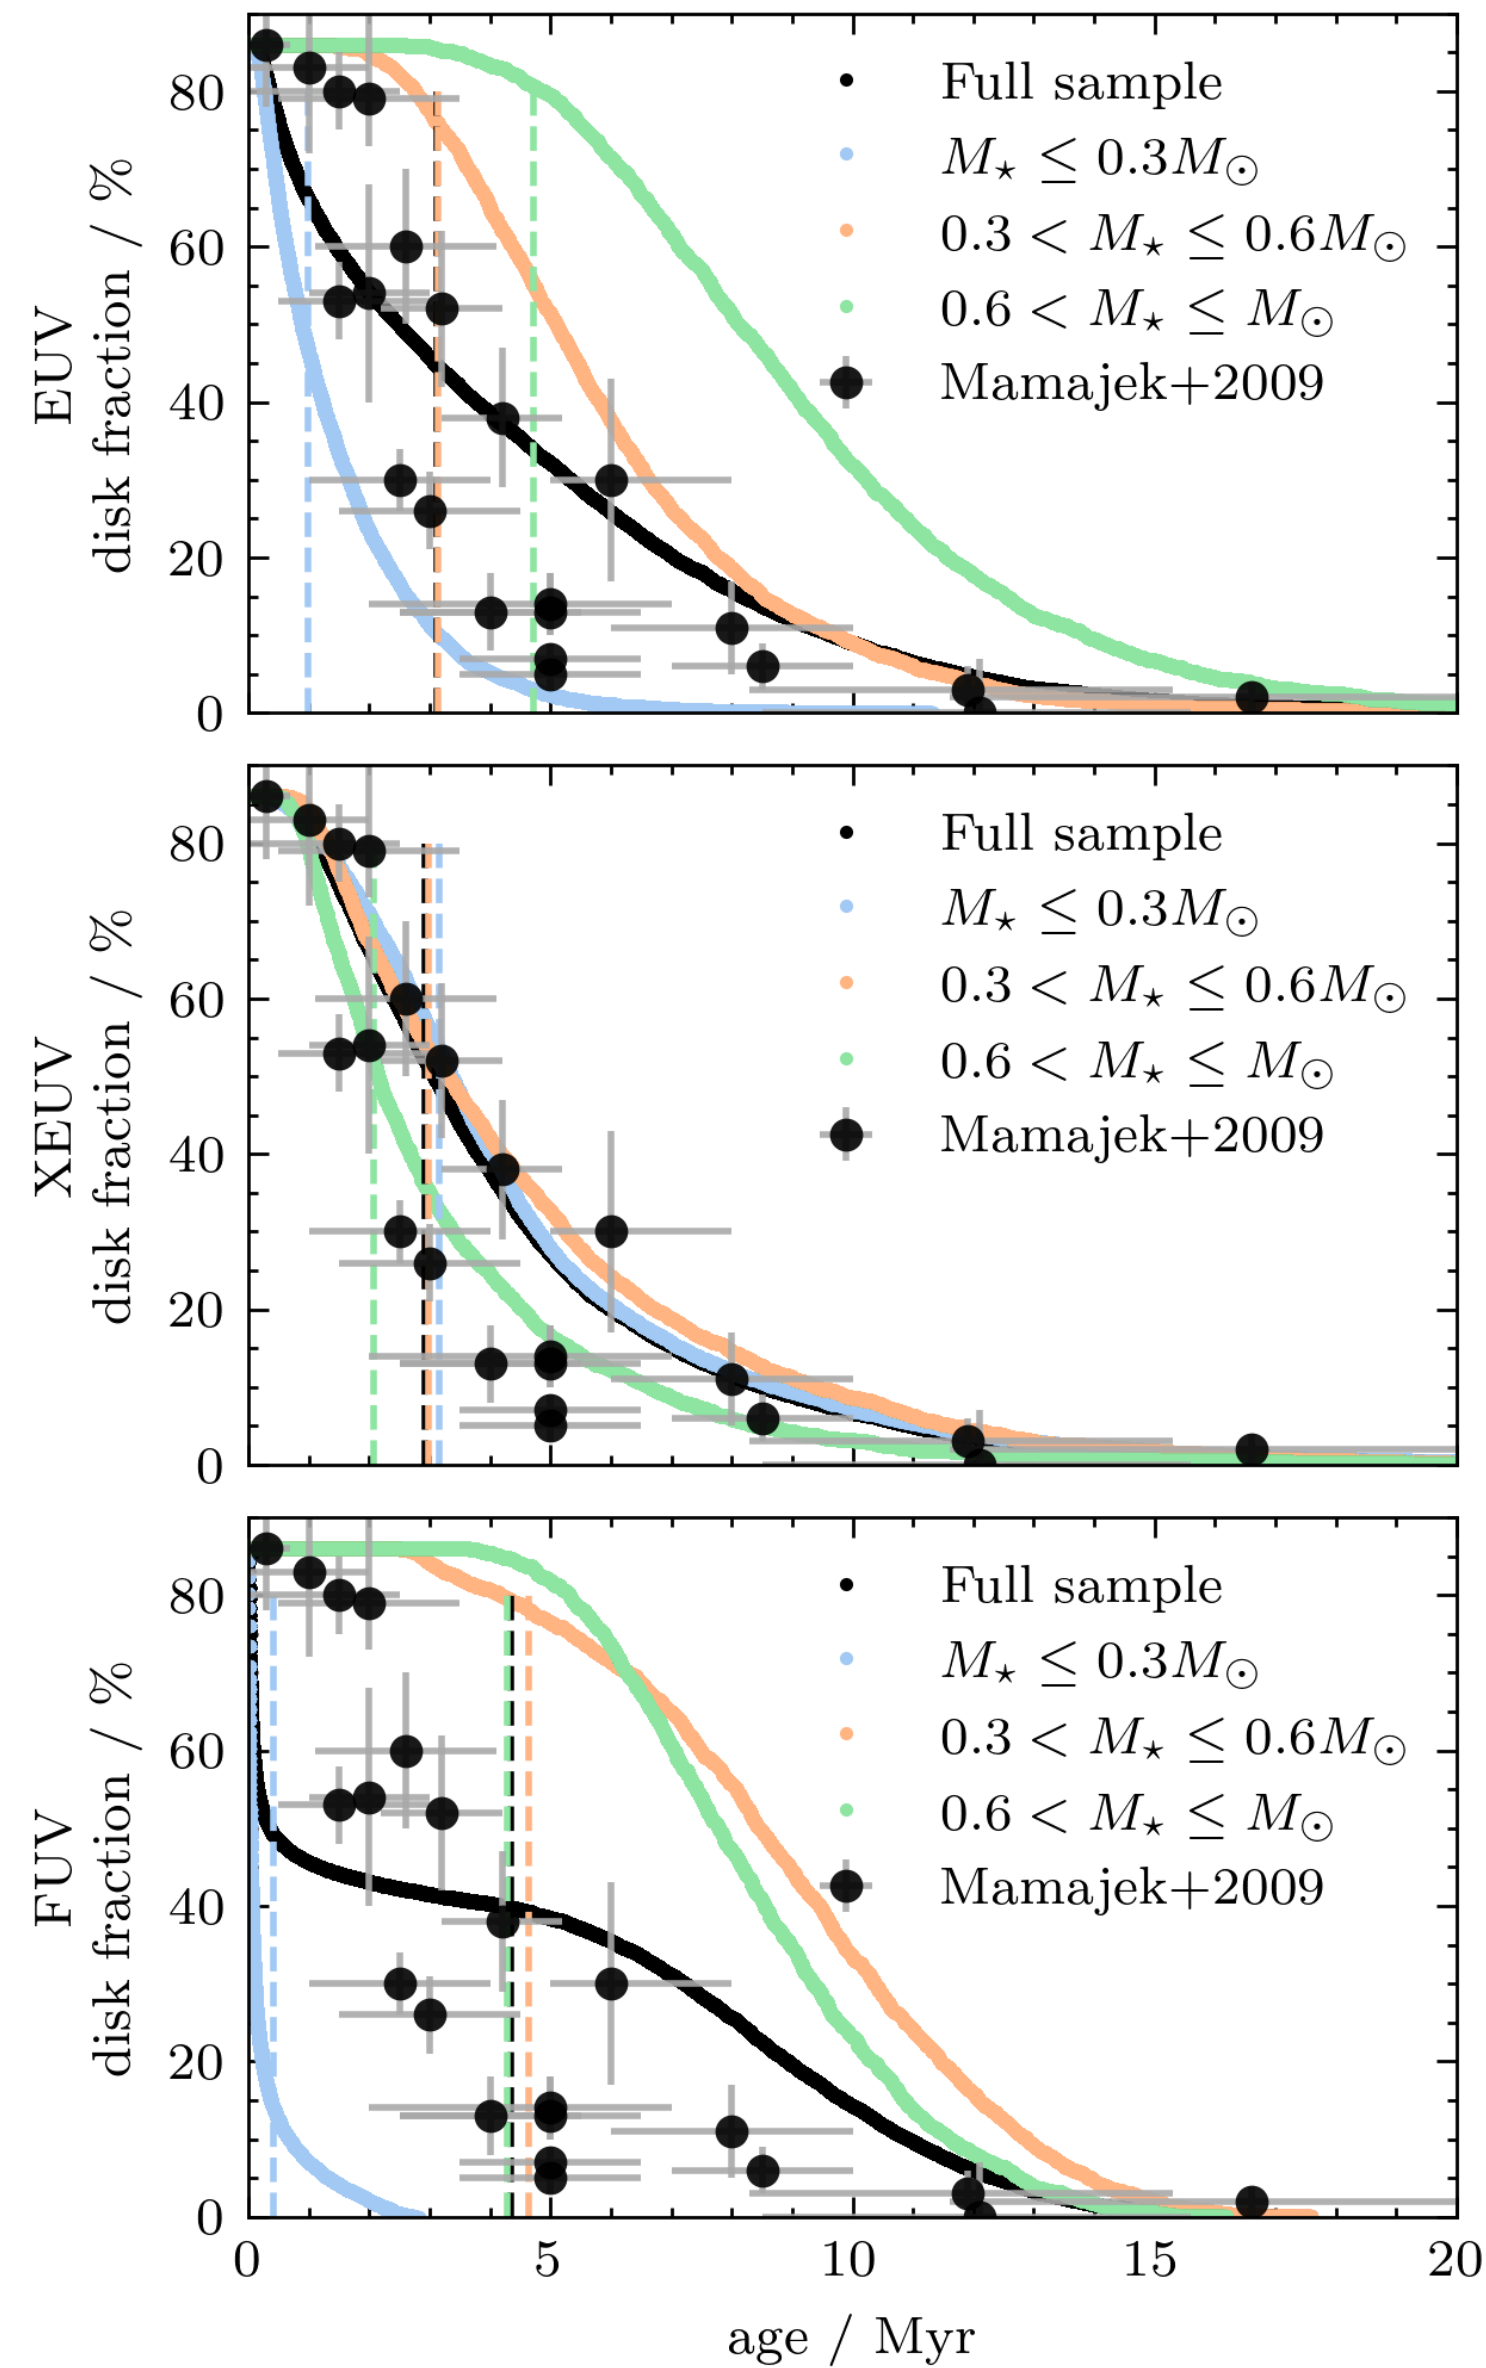 EUV
disk fraction / %
80
60
40
20
0
Full sample
M⋆ ≤ 0.3M⊙
0.3 < M⋆ ≤ 0.6M⊙
0.6 < M⋆ ≤ M⊙
Mamajek+2009
XEUV
disk fraction / %
80
60
40
20
0
Full sample
M⋆ ≤ 0.3M⊙
0.3 < M⋆ ≤ 0.6M⊙
0.6 < M⋆ ≤ M⊙
Mamajek+2009
FUV
disk fraction / %
80
60
40
20
0
Full sample
M⋆ ≤ 0.3M⊙
0.3 < M⋆ ≤ 0.6M⊙
0.6 < M⋆ ≤ M⊙
Mamajek+2009
0 5 10 15 20
age / Myr